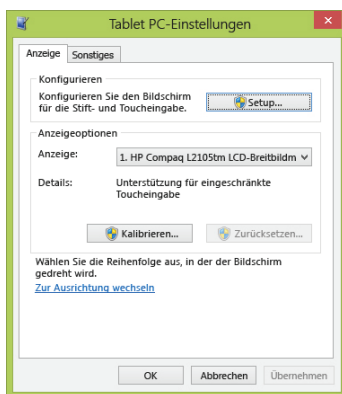 Tablet PC-Einstellungen
Anzeige Sonstiges
Konfigurieren
Konfigurieren Sie den Bildschirm
für die Stift- und Toucheingabe.
Setup...
Anzeigeoptionen
Anzeige: 1. HP Compaq L2105tm LCD-Breitbildm
Details: Unterstützung für eingeschränkte
Toucheingabe
Kalibrieren... Zurücksetzen...
Wählen Sie die Reihenfolge aus, in der der Bildschirm
gedreht wird.
Zur Ausrichtung wechseln
OK Abbrechen Übernehmen